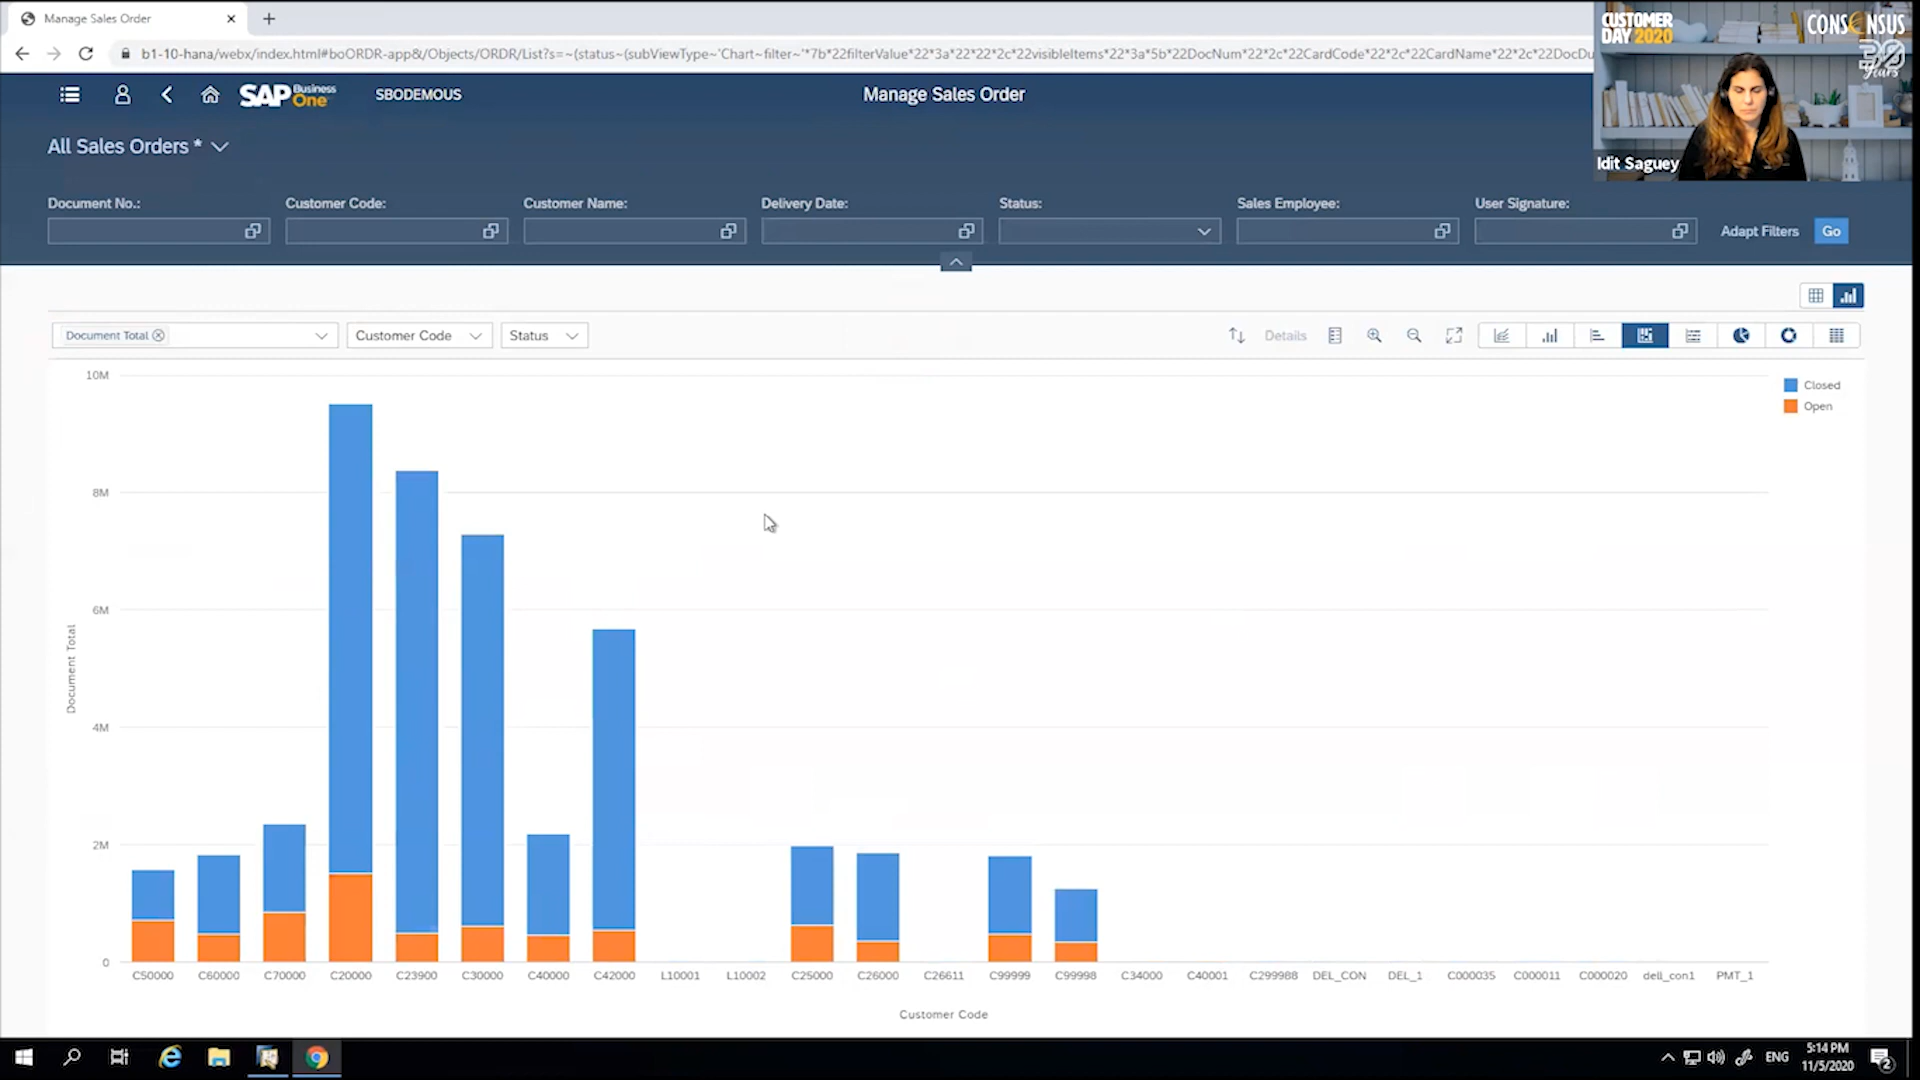 Manage Sales Order
b1-10-hana/webx/index.html#boORDR-app&/Objects/ORDR/List?s=~(status~(subViewType~'Chart~filter~'*7b*22filterValue*22*3a*22*22*2c*22visibleItems*22*3a*5b*22DocNum*22*2c*22CardCode*22*2c*22CardName*22*2c*22DocDu
CUSTOMER DAY 2020
CONSENSUS
30 Years
Idit Saguey
SAP Business One
SBODEMOUS
Manage Sales Order
All Sales Orders *
Document No.: Customer Code: Customer Name: Delivery Date: Status: Sales Employee: User Signature:
Adapt Filters Go
Document Total Customer Code Status Details
Closed
Open
10M
8M
6M
4M
2M
0
Document Total
C50000 C60000 C70000 C20000 C23900 C30000 C40000 C42000 L10001 L10002 C25000 C26000 C26611 C99999 C99998 C34000 C40001 C299988 DEL_CON DEL_1 C000035 C000011 C000020 dell_con1 PMT_1
Customer Code
ENG
5:14 PM
11/5/2020
2